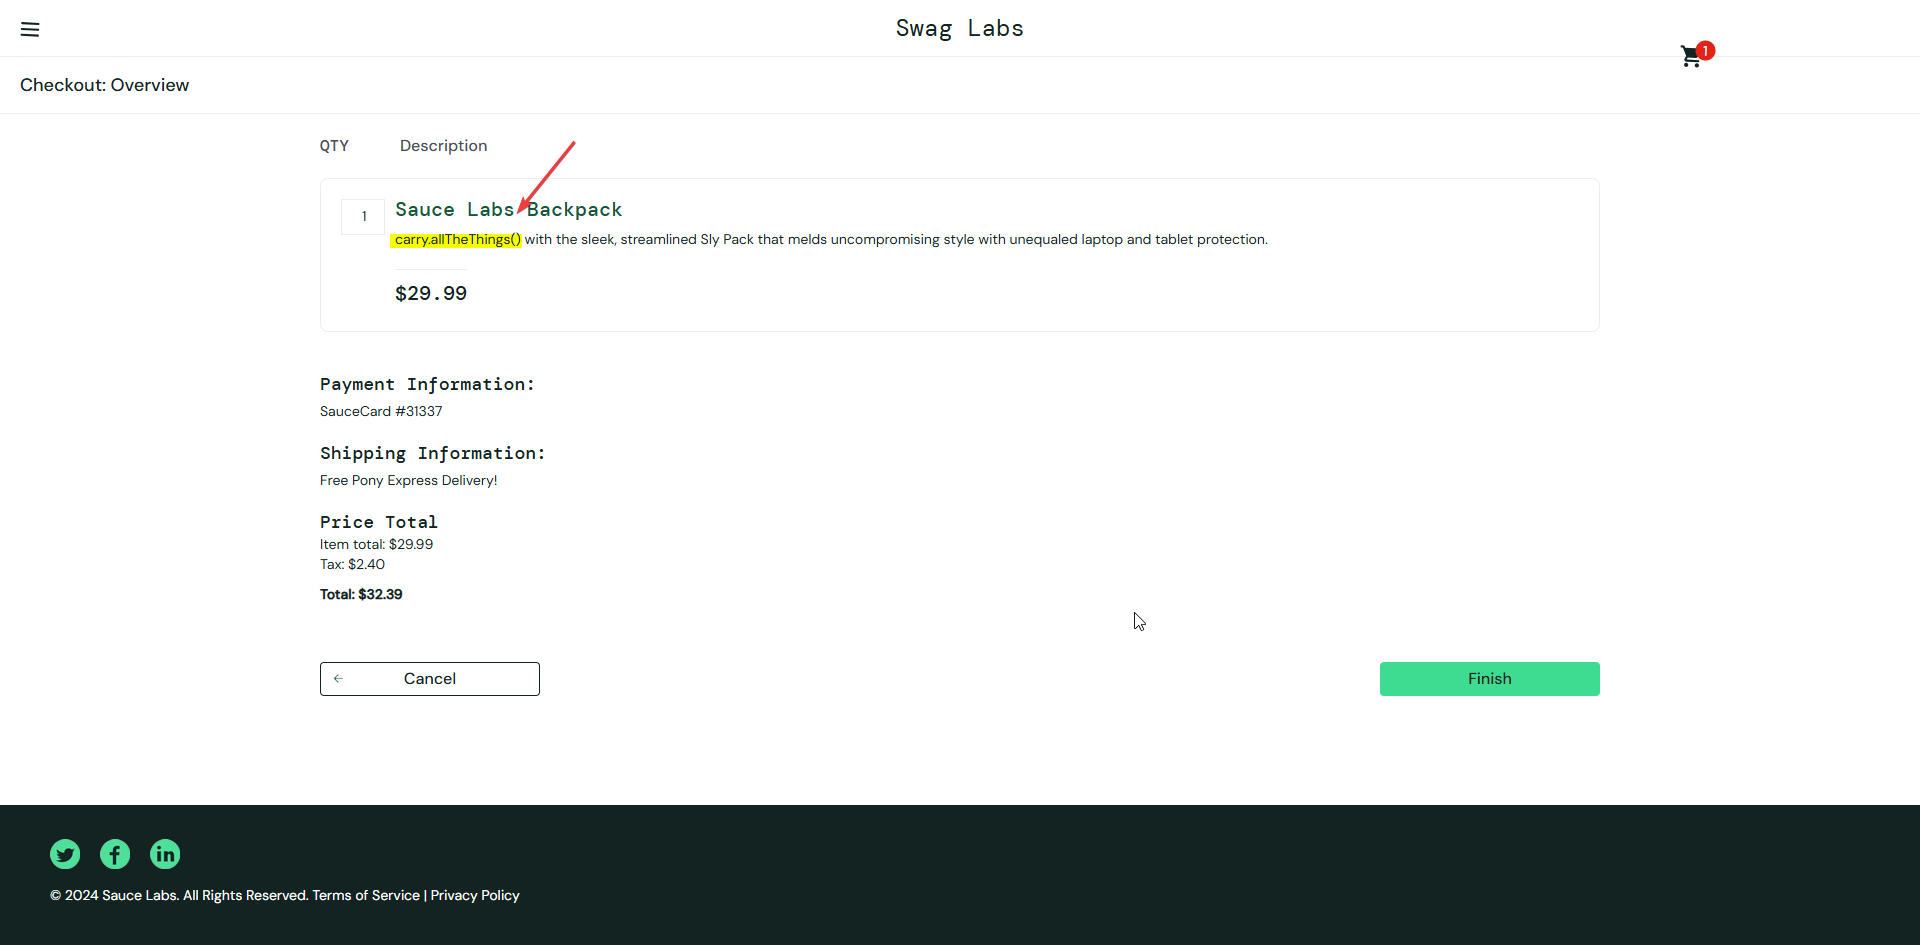 Swag Labs
1
Checkout: Overview
QTY Description
1
Sauce Labs Backpack
carry.allTheThings() with the sleek, streamlined Sly Pack that melds uncompromising style with unequaled laptop and tablet protection.
$29.99
Payment Information:
SauceCard #31337
Shipping Information:
Free Pony Express Delivery!
Price Total
Item total: $29.99
Tax: $2.40
Total: $32.39
Cancel
Finish
© 2024 Sauce Labs. All Rights Reserved. Terms of Service | Privacy Policy